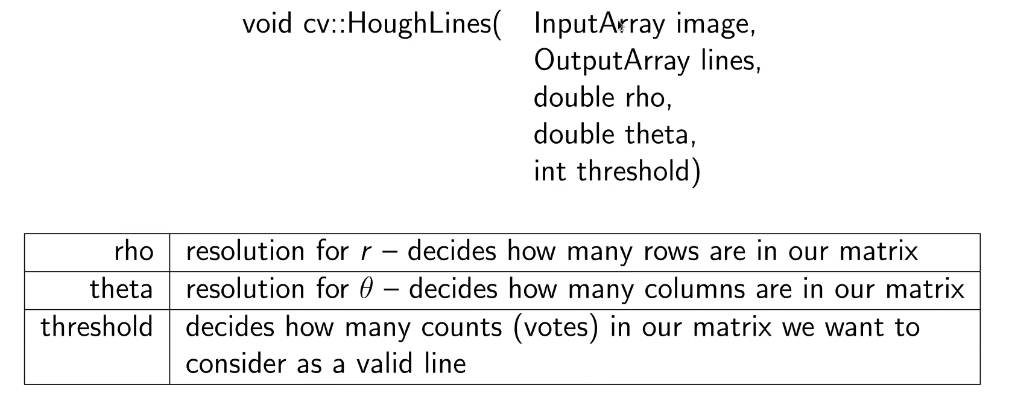 void cv::HoughLines( InputArray image,
OutputArray lines,
double rho,
double theta,
int threshold)
rho resolution for r – decides how many rows are in our matrix
theta resolution for θ – decides how many columns are in our matrix
threshold decides how many counts (votes) in our matrix we want to
consider as a valid line